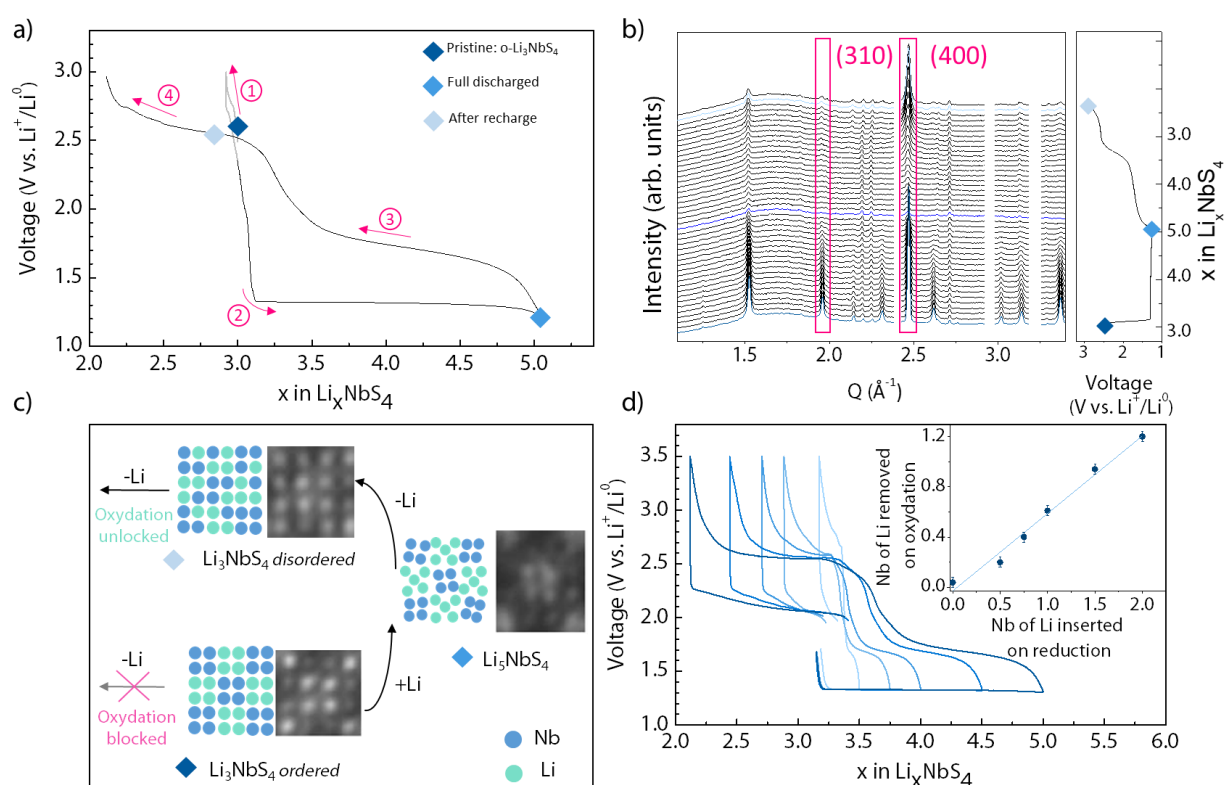 a)
Voltage (V vs. Li⁺/Li⁰)
3.0
2.5
2.0
1.5
1.0
2.0 2.5 3.0 3.5 4.0 4.5 5.0
x in LiₓNbS₄
④ ① ③ ②
Pristine: o-Li₃NbS₄
Full discharged
After recharge
b)
(310) (400)
Intensity (arb. units)
1.5 2.0 2.5 3.0
Q (Å⁻¹)
3.0
4.0
5.0
4.0
3.0
x in LiₓNbS₄
3 2 1
Voltage
(V vs. Li⁺/Li⁰)
c)
-Li
Oxydation
unlocked
Li₃NbS₄ disordered
-Li
Li₅NbS₄
+Li
-Li
Oxydation
blocked
Li₃NbS₄ ordered
Nb
Li
d)
Voltage (V vs. Li⁺/Li⁰)
3.5
3.0
2.5
2.0
1.5
1.0
2.0 2.5 3.0 3.5 4.0 4.5 5.0 5.5 6.0
x in LiₓNbS₄
Nb of Li removed
on oxydation
1.2
0.8
0.4
0.0
0.0 0.5 1.0 1.5 2.0
Nb of Li inserted
on reduction